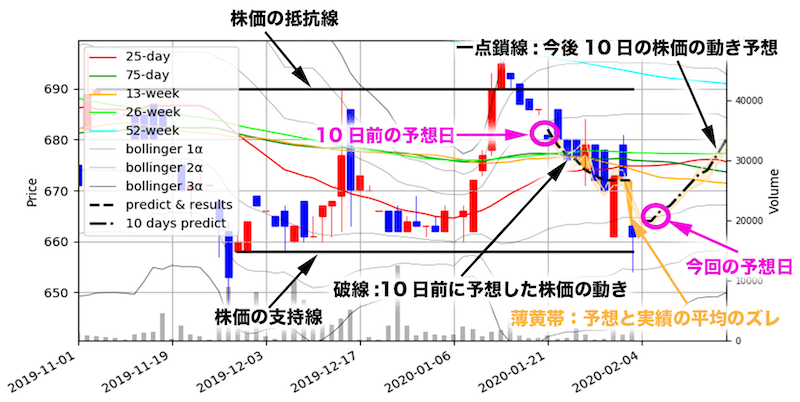 株価の抵抗線
一点鎖線：今後 10 日の株価の動き予想
25-day
75-day
13-week
26-week
52-week
bollinger 1α
bollinger 2α
bollinger 3α
predict & results
10 days predict
10 日前の予想日
690
680
670
660
650
Price
40000
30000
20000
10000
0
Volume
今回の予想日
破線：10 日前に予想した株価の動き
株価の支持線
薄黄帯：予想と実績の平均のズレ
2019-11-01
2019-11-19
2019-12-03
2019-12-17
2020-01-06
2020-01-21
2020-02-04